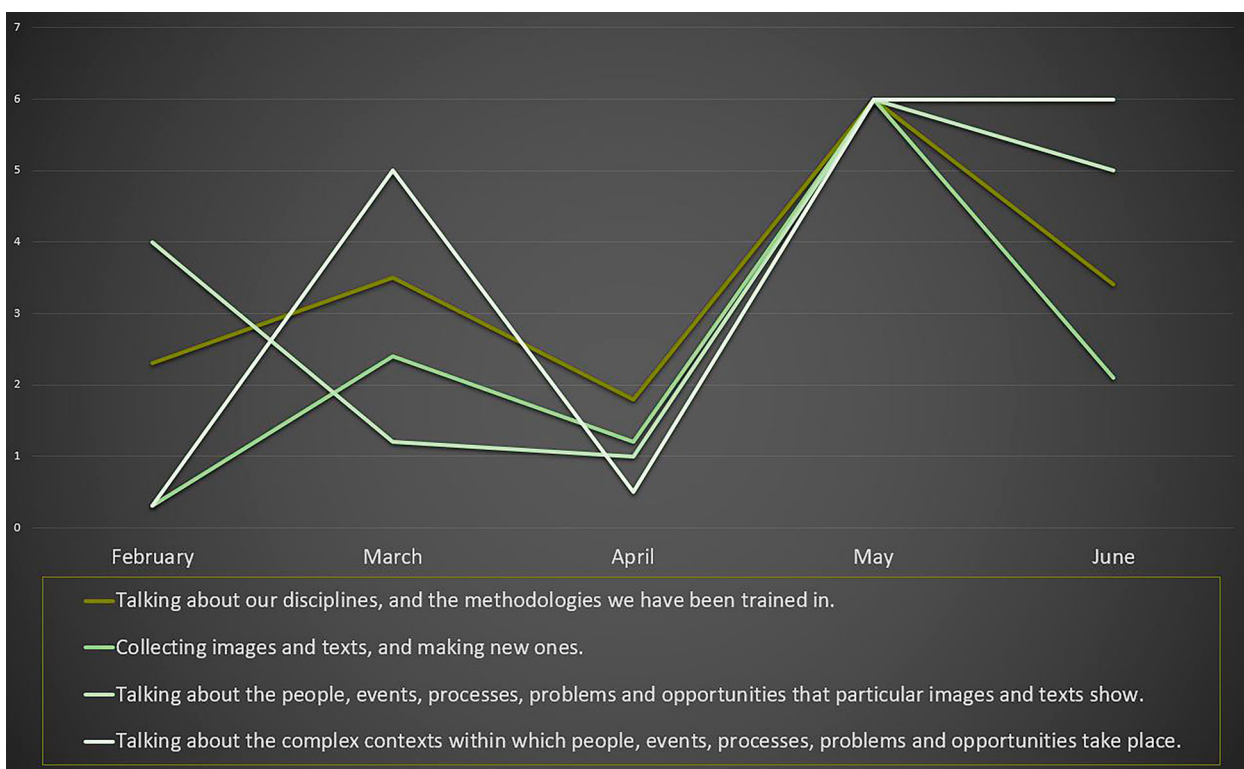 7
6
5
4
3
2
1
0
February March April May June
Talking about our disciplines, and the methodologies we have been trained in.
Collecting images and texts, and making new ones.
Talking about the people, events, processes, problems and opportunities that particular images and texts show.
Talking about the complex contexts within which people, events, processes, problems and opportunities take place.